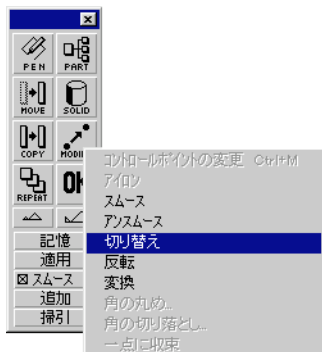 PEN
PART
MOVE
SOLID
COPY
MODI
コントロールポイントの変更 Ctrl+M
アイロン
スムース
アンスムース
切り替え
反転
変換
角の丸め...
角の切り落とし...
一点に収束
REPEAT
OK
記憶
適用
スムース
追加
掃引